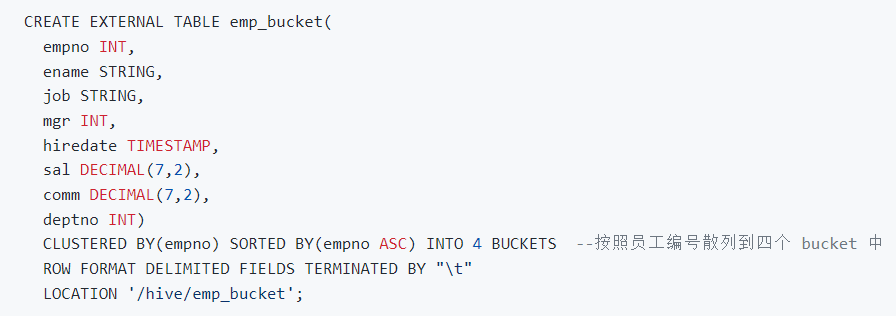 CREATE EXTERNAL TABLE emp_bucket(
empno INT,
ename STRING,
job STRING,
mgr INT,
hiredate TIMESTAMP,
sal DECIMAL(7,2),
comm DECIMAL(7,2),
deptno INT)
CLUSTERED BY(empno) SORTED BY(empno ASC) INTO 4 BUCKETS  --按照员工编号散列到四个 bucket 中
ROW FORMAT DELIMITED FIELDS TERMINATED BY "\t"
LOCATION '/hive/emp_bucket';